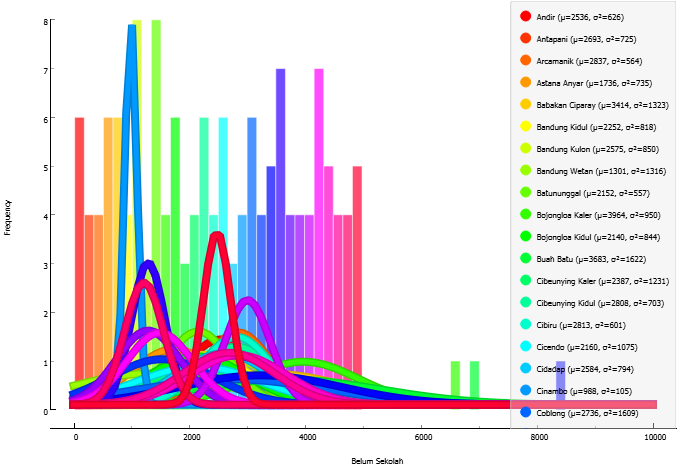 Andir (μ=2536, σ²=626)
Antapani (μ=2693, σ²=725)
Arcamanik (μ=2837, σ²=564)
Astana Anyar (μ=1736, σ²=735)
Babakan Ciparay (μ=3414, σ²=1323)
Bandung Kidul (μ=2252, σ²=818)
Bandung Kulon (μ=2575, σ²=850)
Bandung Wetan (μ=1301, σ²=1316)
Batununggal (μ=2152, σ²=557)
Bojongloa Kaler (μ=3964, σ²=950)
Bojongloa Kidul (μ=2140, σ²=844)
Buah Batu (μ=3683, σ²=1622)
Cibeunying Kaler (μ=2387, σ²=1231)
Cibeunying Kidul (μ=2808, σ²=703)
Cibiru (μ=2813, σ²=601)
Cicendo (μ=2160, σ²=1075)
Cidadap (μ=2584, σ²=794)
Cinambo (μ=988, σ²=105)
Coblong (μ=2736, σ²=1609)
8
7
6
5
4
3
2
1
0
Frequency
0 2000 4000 6000 8000 10000
Belum Sekolah